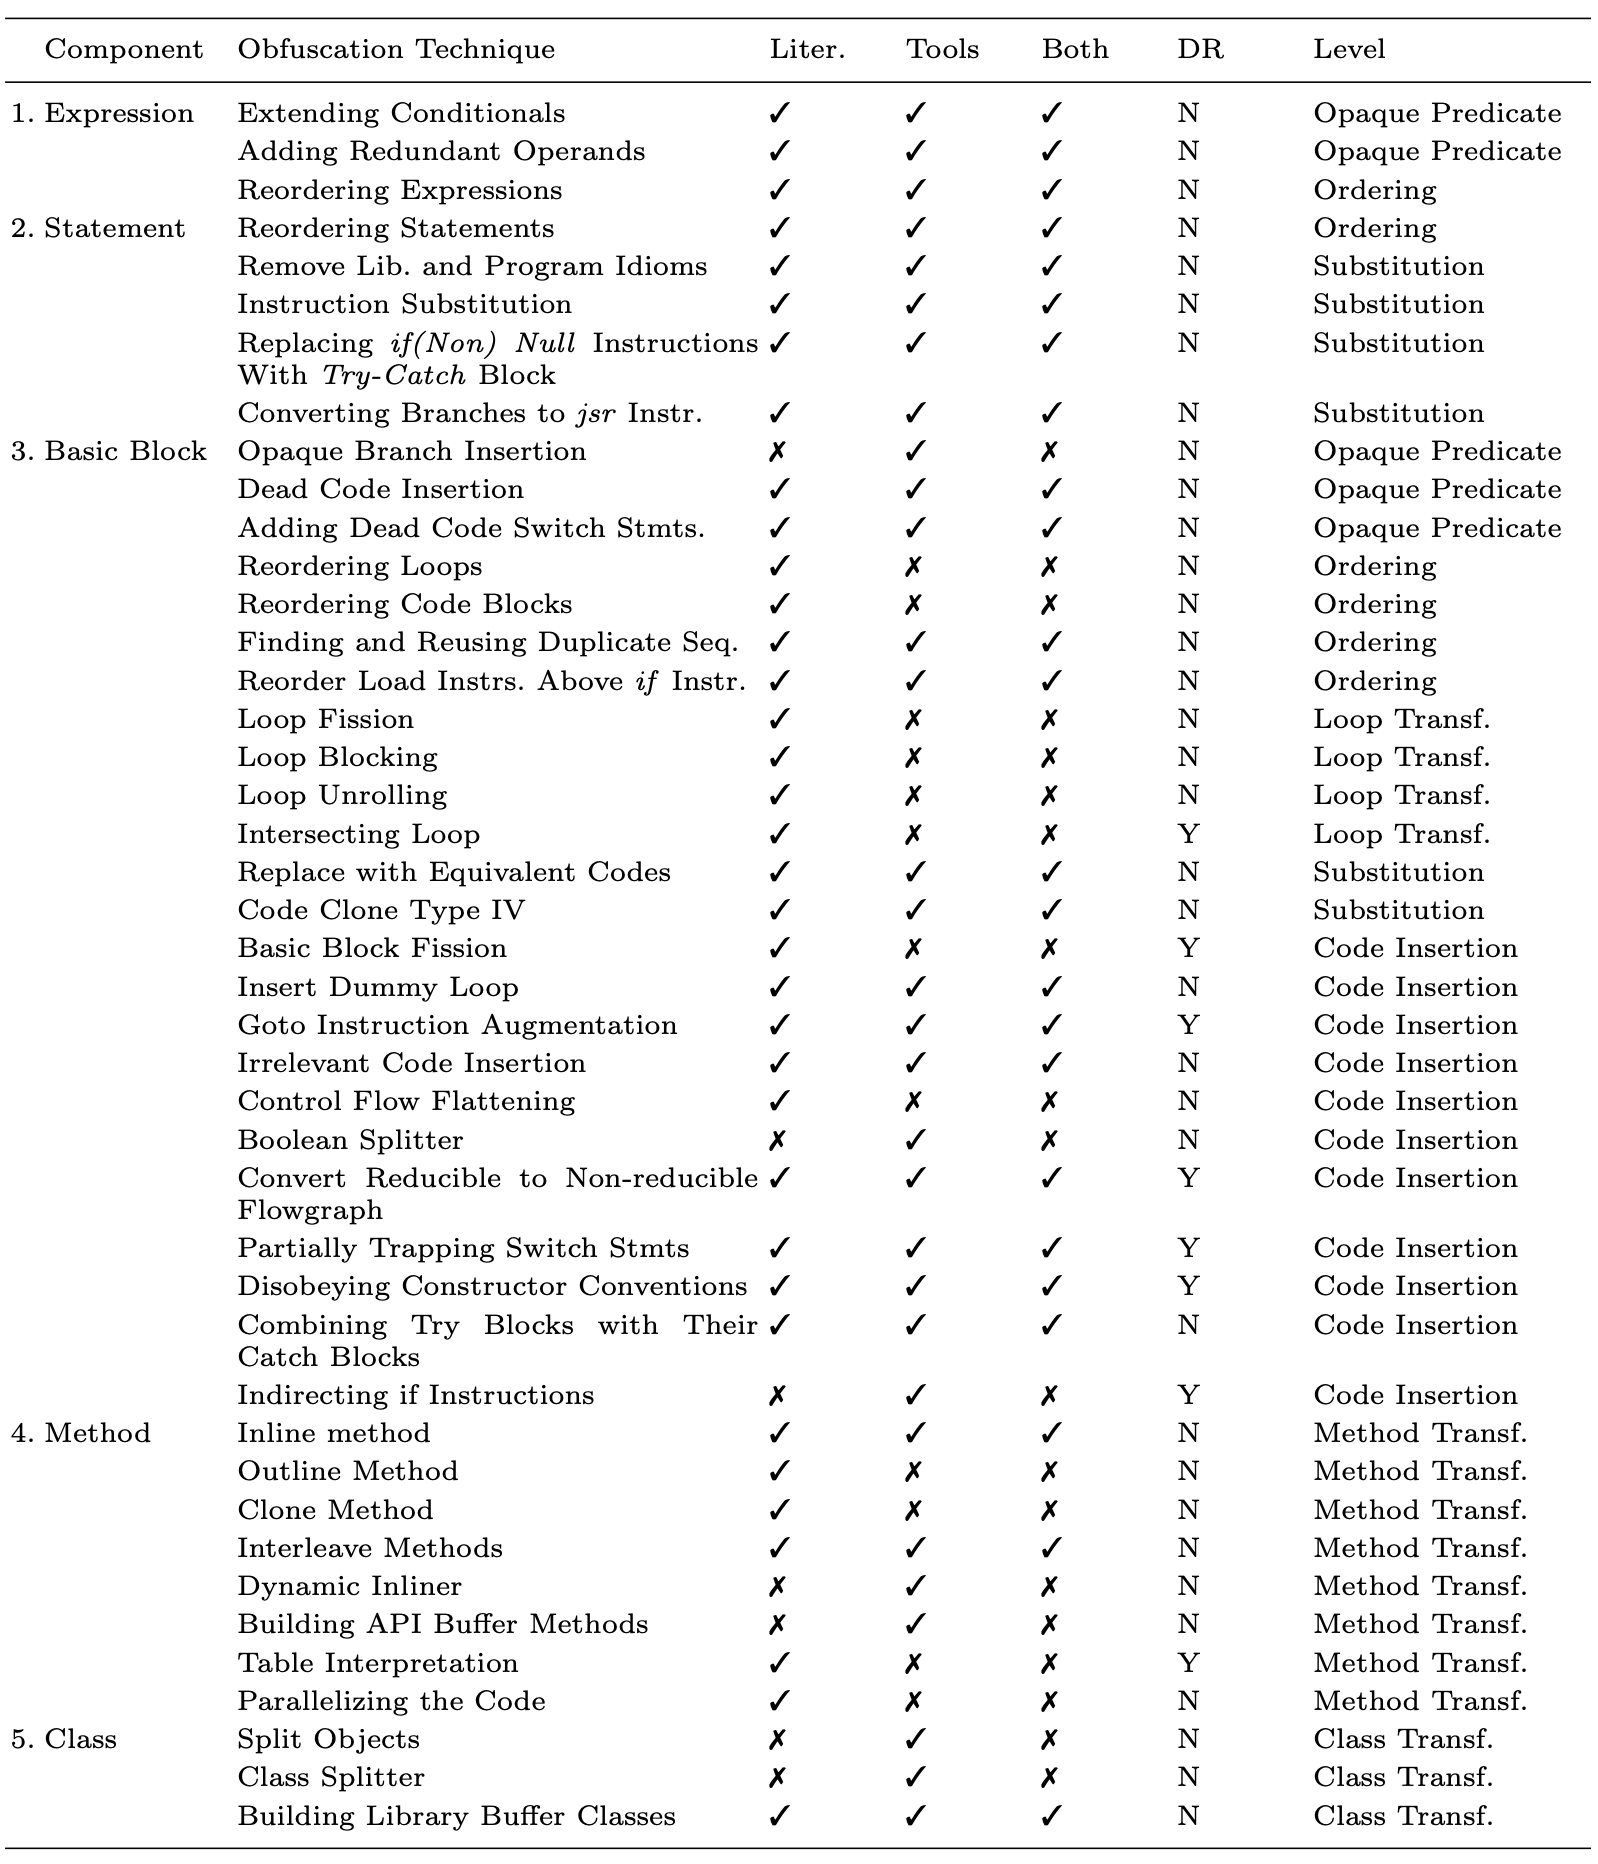 Component Obfuscation Technique Liter. Tools Both DR Level
1. Expression Extending Conditionals ✓ ✓ ✓ N Opaque Predicate
Adding Redundant Operands ✓ ✓ ✓ N Opaque Predicate
Reordering Expressions ✓ ✓ ✓ N Ordering
2. Statement Reordering Statements ✓ ✓ ✓ N Ordering
Remove Lib. and Program Idioms ✓ ✓ ✓ N Substitution
Instruction Substitution ✓ ✓ ✓ N Substitution
Replacing if(Non) Null Instructions ✓ ✓ ✓ N Substitution
With Try-Catch Block
Converting Branches to jsr Instr. ✓ ✓ ✓ N Substitution
3. Basic Block Opaque Branch Insertion ✗ ✓ ✗ N Opaque Predicate
Dead Code Insertion ✓ ✓ ✓ N Opaque Predicate
Adding Dead Code Switch Stmts. ✓ ✓ ✓ N Opaque Predicate
Reordering Loops ✓ ✗ ✗ N Ordering
Reordering Code Blocks ✓ ✗ ✗ N Ordering
Finding and Reusing Duplicate Seq. ✓ ✓ ✓ N Ordering
Reorder Load Instrs. Above if Instr. ✓ ✓ ✓ N Ordering
Loop Fission ✓ ✗ ✗ N Loop Transf.
Loop Blocking ✓ ✗ ✗ N Loop Transf.
Loop Unrolling ✓ ✗ ✗ N Loop Transf.
Intersecting Loop ✓ ✗ ✗ Y Loop Transf.
Replace with Equivalent Codes ✓ ✓ ✓ N Substitution
Code Clone Type IV ✓ ✓ ✓ N Substitution
Basic Block Fission ✓ ✗ ✗ Y Code Insertion
Insert Dummy Loop ✓ ✓ ✓ N Code Insertion
Goto Instruction Augmentation ✓ ✓ ✓ Y Code Insertion
Irrelevant Code Insertion ✓ ✓ ✓ N Code Insertion
Control Flow Flattening ✓ ✗ ✗ N Code Insertion
Boolean Splitter ✗ ✓ ✗ N Code Insertion
Convert Reducible to Non-reducible ✓ ✓ ✓ Y Code Insertion
Flowgraph
Partially Trapping Switch Stmts ✓ ✓ ✓ Y Code Insertion
Disobeying Constructor Conventions ✓ ✓ ✓ Y Code Insertion
Combining Try Blocks with Their ✓ ✓ ✓ N Code Insertion
Catch Blocks
Indirecting if Instructions ✗ ✓ ✗ Y Code Insertion
4. Method Inline method ✓ ✓ ✓ N Method Transf.
Outline Method ✓ ✗ ✗ N Method Transf.
Clone Method ✓ ✗ ✗ N Method Transf.
Interleave Methods ✓ ✓ ✓ N Method Transf.
Dynamic Inliner ✗ ✓ ✗ N Method Transf.
Building API Buffer Methods ✗ ✓ ✗ N Method Transf.
Table Interpretation ✓ ✗ ✗ Y Method Transf.
Parallelizing the Code ✓ ✗ ✗ N Method Transf.
5. Class Split Objects ✗ ✓ ✗ N Class Transf.
Class Splitter ✗ ✓ ✗ N Class Transf.
Building Library Buffer Classes ✓ ✓ ✓ N Class Transf.